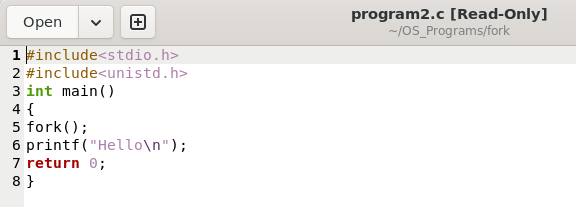 Open
program2.c [Read-Only]
~/OS_Programs/fork
1 #include<stdio.h>
2 #include<unistd.h>
3 int main()
4 {
5 fork();
6 printf("Hello\n");
7 return 0;
8 }